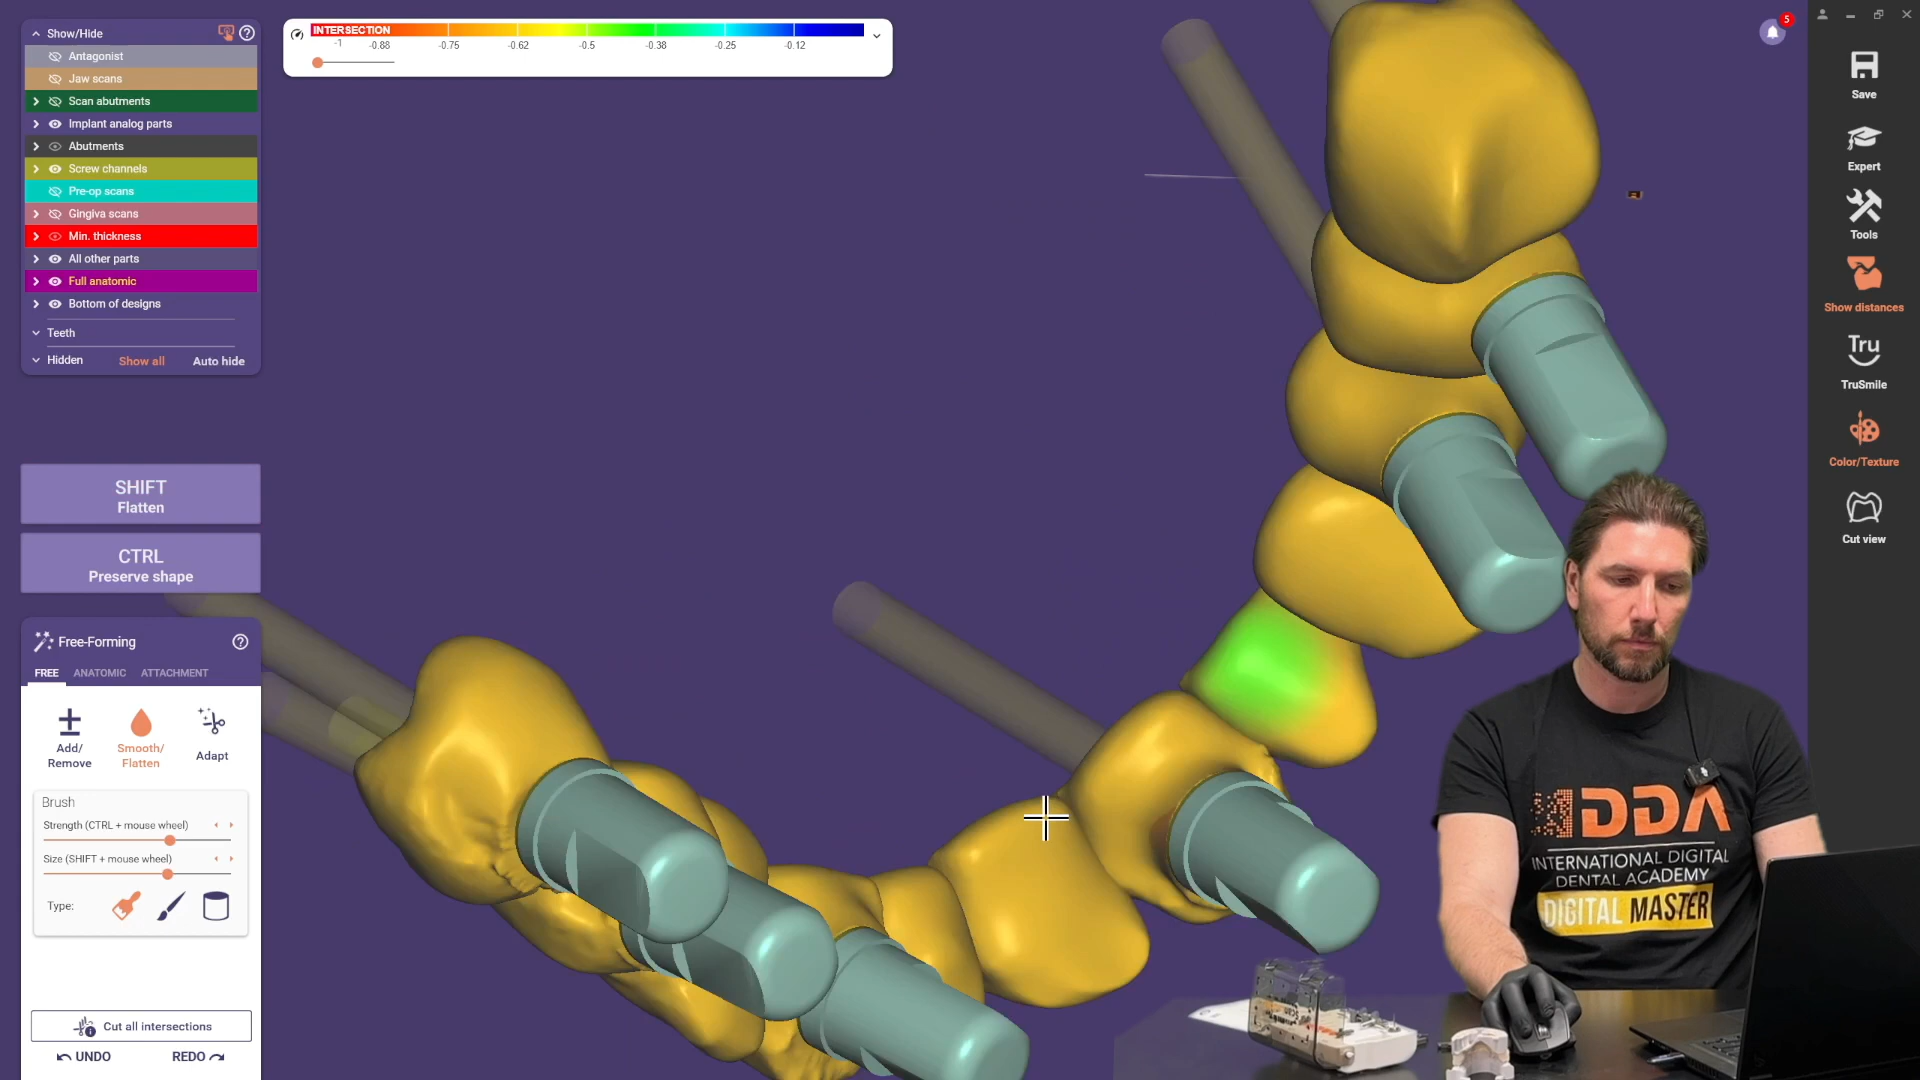 Show/Hide
Antagonist
Jaw scans
Scan abutments
Implant analog parts
Abutments
Screw channels
Pre-op scans
Gingiva scans
Min. thickness
All other parts
Full anatomic
Bottom of designs
Teeth
Hidden
Show all
Auto hide
INTERSECTION
-1
-0.88
-0.75
-0.62
-0.5
-0.38
-0.25
-0.12
5
Save
Expert
Tools
Show distances
Tru
TruSmile
Color/Texture
Cut view
SHIFT
Flatten
CTRL
Preserve shape
Free-Forming
FREE
ANATOMIC
ATTACHMENT
Add/
Remove
Smooth/
Flatten
Adapt
Brush
Strength (CTRL + mouse wheel)
Size (SHIFT + mouse wheel)
Type:
Cut all intersections
UNDO
REDO
IDDA
INTERNATIONAL DIGITAL
DENTAL ACADEMY
DIGITAL MASTER